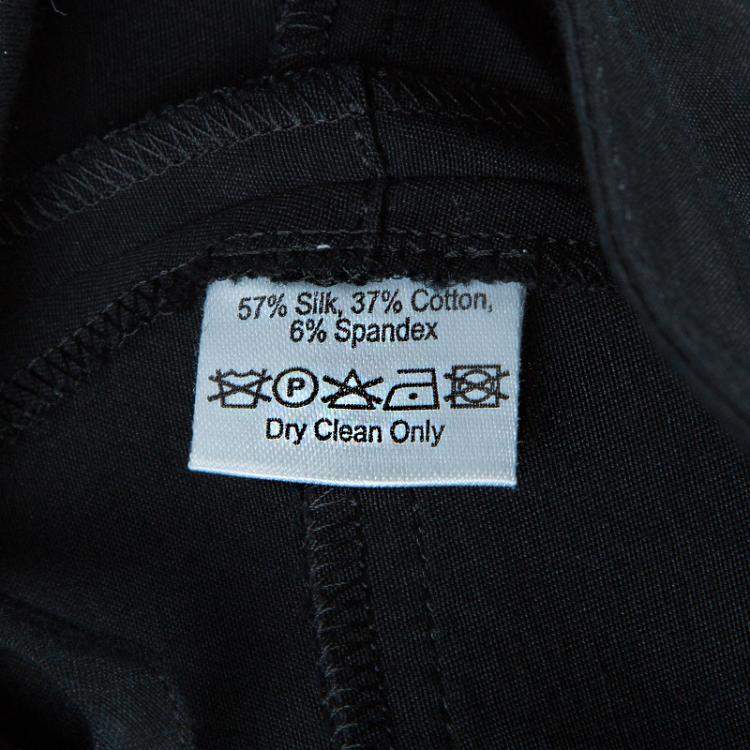 57% Silk, 37% Cotton,
6% Spandex
P
Dry Clean Only